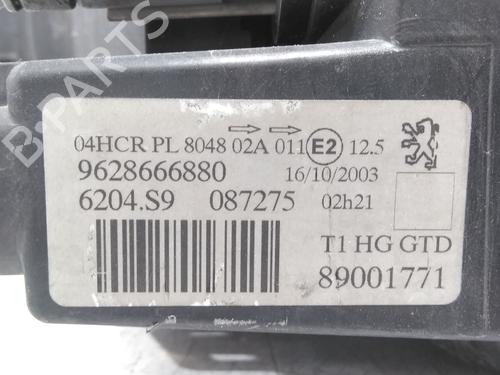 B-PARTS
04HCR PL 8048 02A 011 E2 12.5
9628666880 16/10/2003
6204.S9 087275 02h21
T1 HG GTD
89001771